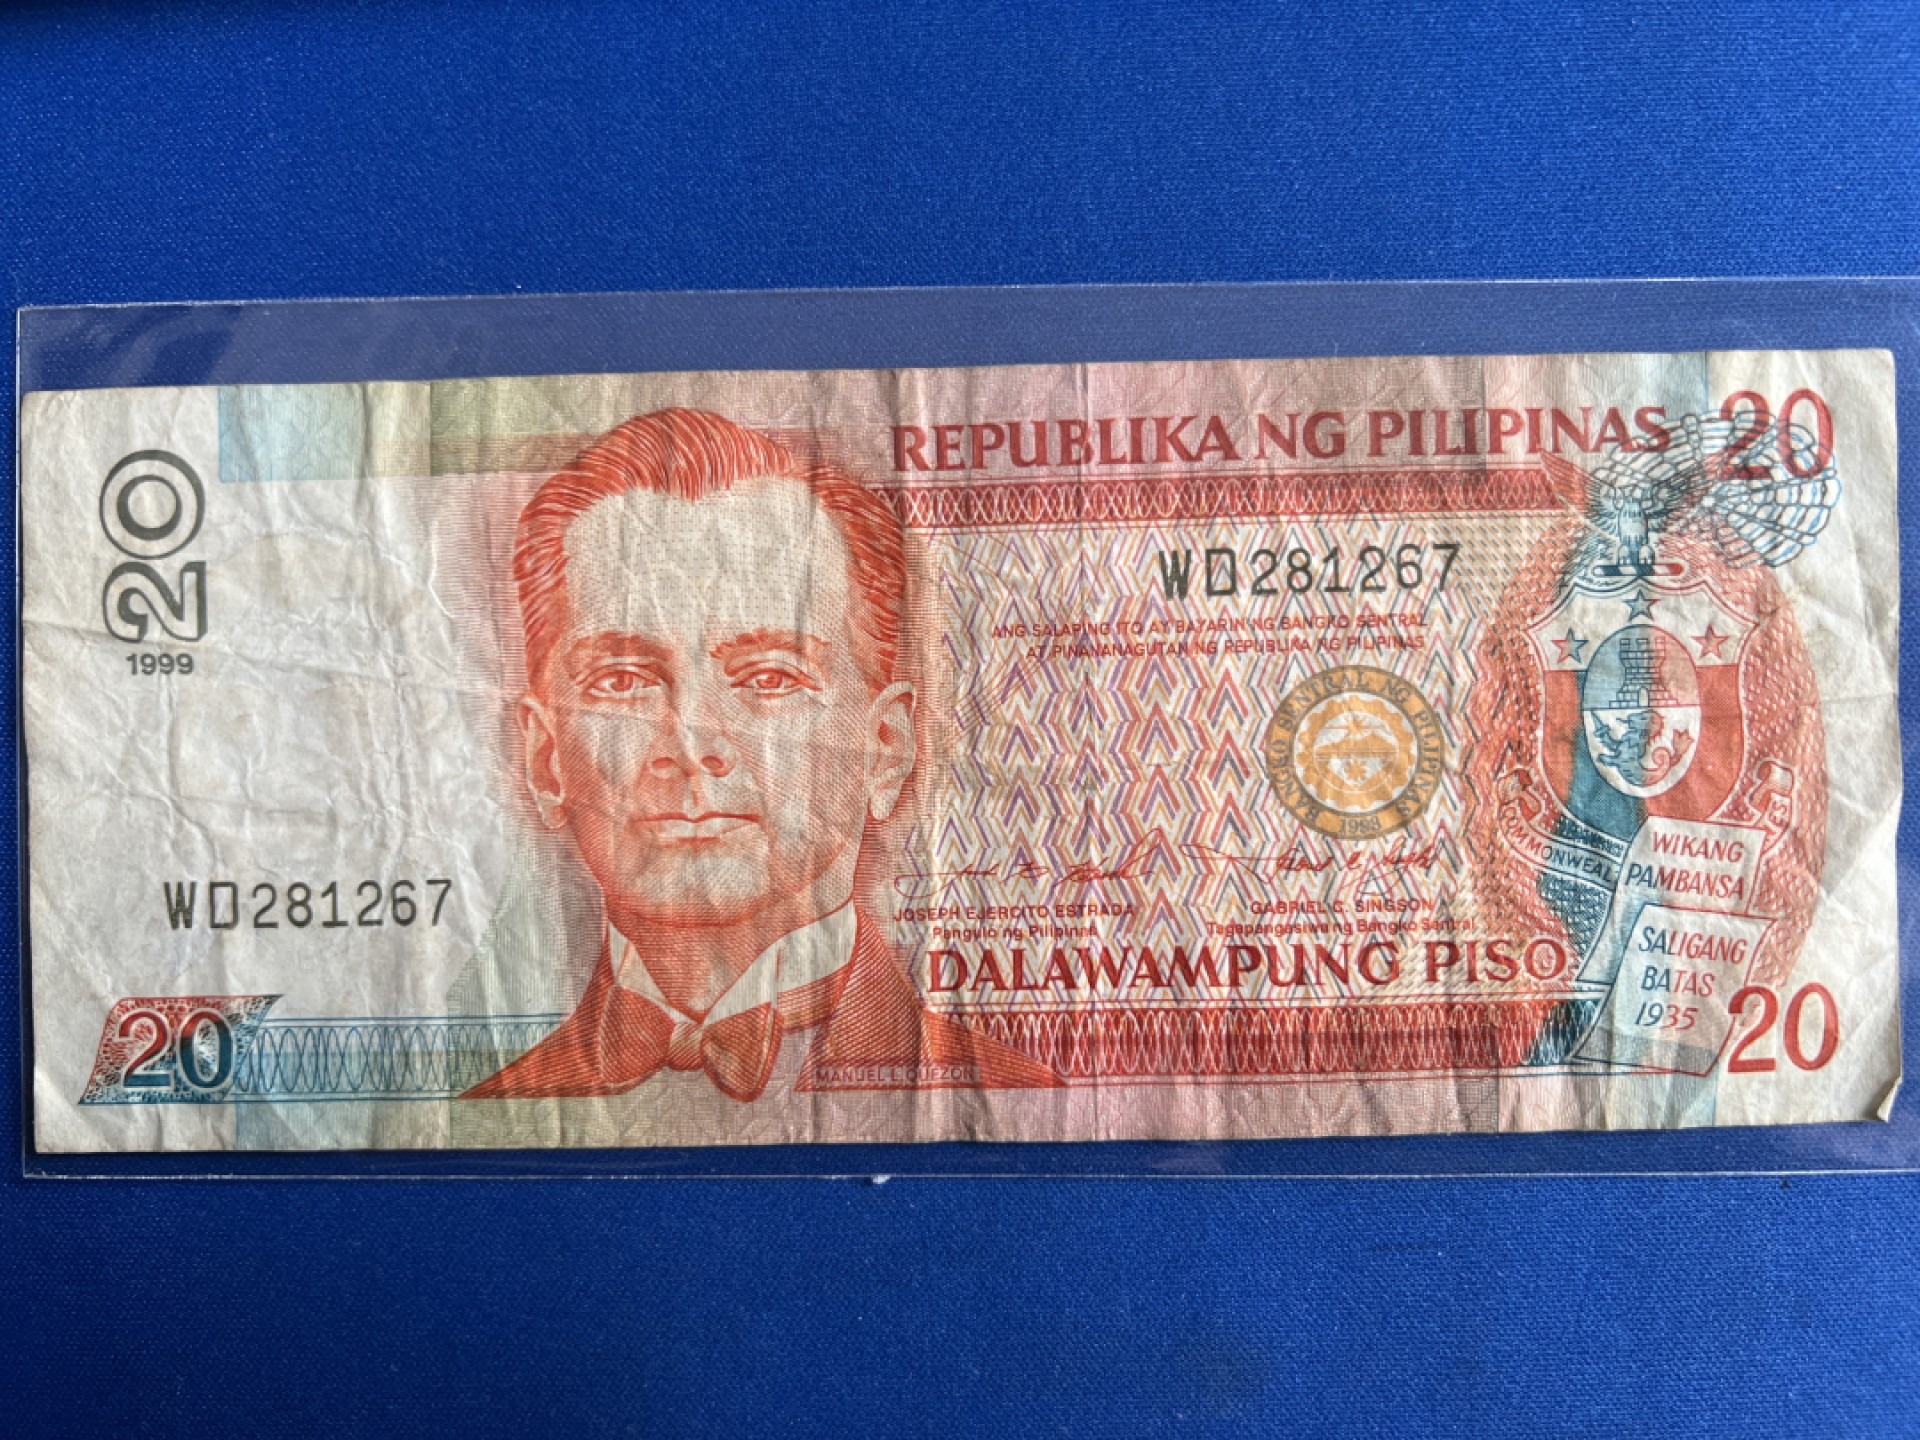 20
1999
REPUBLIKA NG PILIPINAS
20
WD281267
ANG SALAPING ITO AY BAYARIN NG BANGKO SENTRAL
AT PINANANAGUTAN NG REPUBLIKA NG PILIPINAS
BANGKO SENTRAL NG PILIPINAS
1993
WD281267
JOSEPH EJERCITO ESTRADA
Pangulo ng Pilipinas
GABRIEL C. SINGSON
Tagapangasiwa ng Bangko Sentral
DALAWAMPUNG PISO
COMMONWEAL
WIKANG
PAMBANSA
SALIGANG
BATAS
1935
20
MANUEL L. QUEZON
20